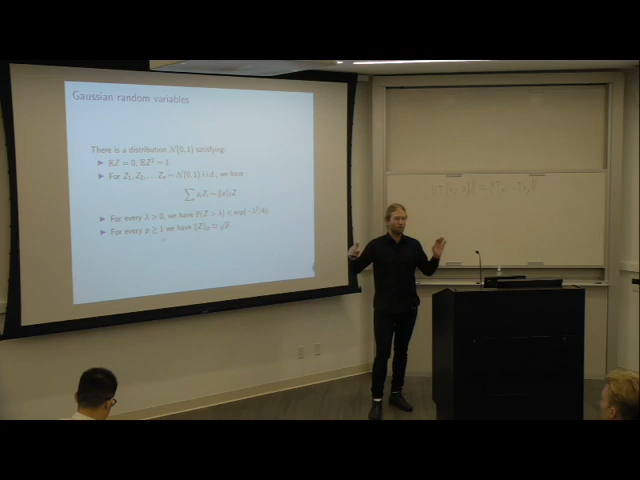 Gaussian random variables
There is a distribution N(0, 1) satisfying:
▶ 𝔼Z = 0, 𝔼Z² = 1.
▶ For Z₁, Z₂, . . . Zₙ ∼ N(0, 1) i.i.d., we have
∑ aᵢZᵢ ∼ ‖a‖₂Z
▶ For every λ > 0, we have ℙ(Z > λ) < exp(−λ²/4).
▶ For every p ≥ 1 we have ‖Z‖ₚ ≈ √p